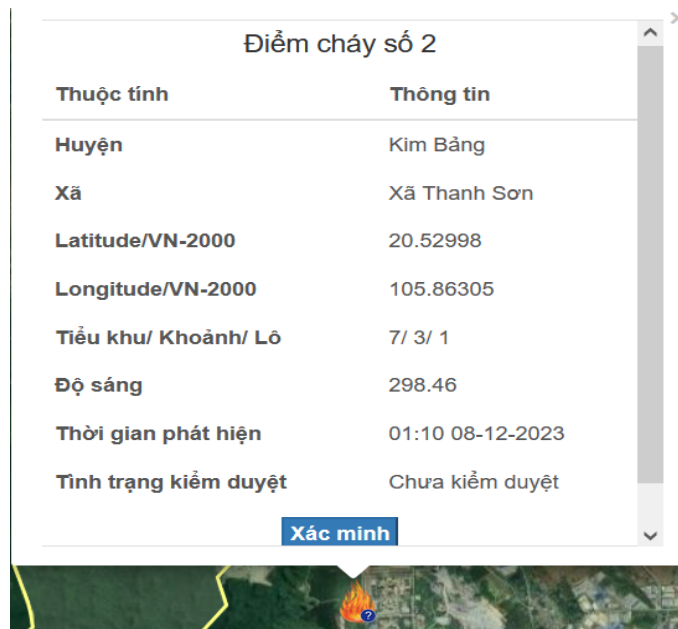 Điểm cháy số 2
Thuộc tính Thông tin
Huyện Kim Bảng
Xã Xã Thanh Sơn
Latitude/VN-2000 20.52998
Longitude/VN-2000 105.86305
Tiểu khu/ Khoảnh/ Lô 7/ 3/ 1
Độ sáng 298.46
Thời gian phát hiện 01:10 08-12-2023
Tình trạng kiểm duyệt Chưa kiểm duyệt
Xác minh
?